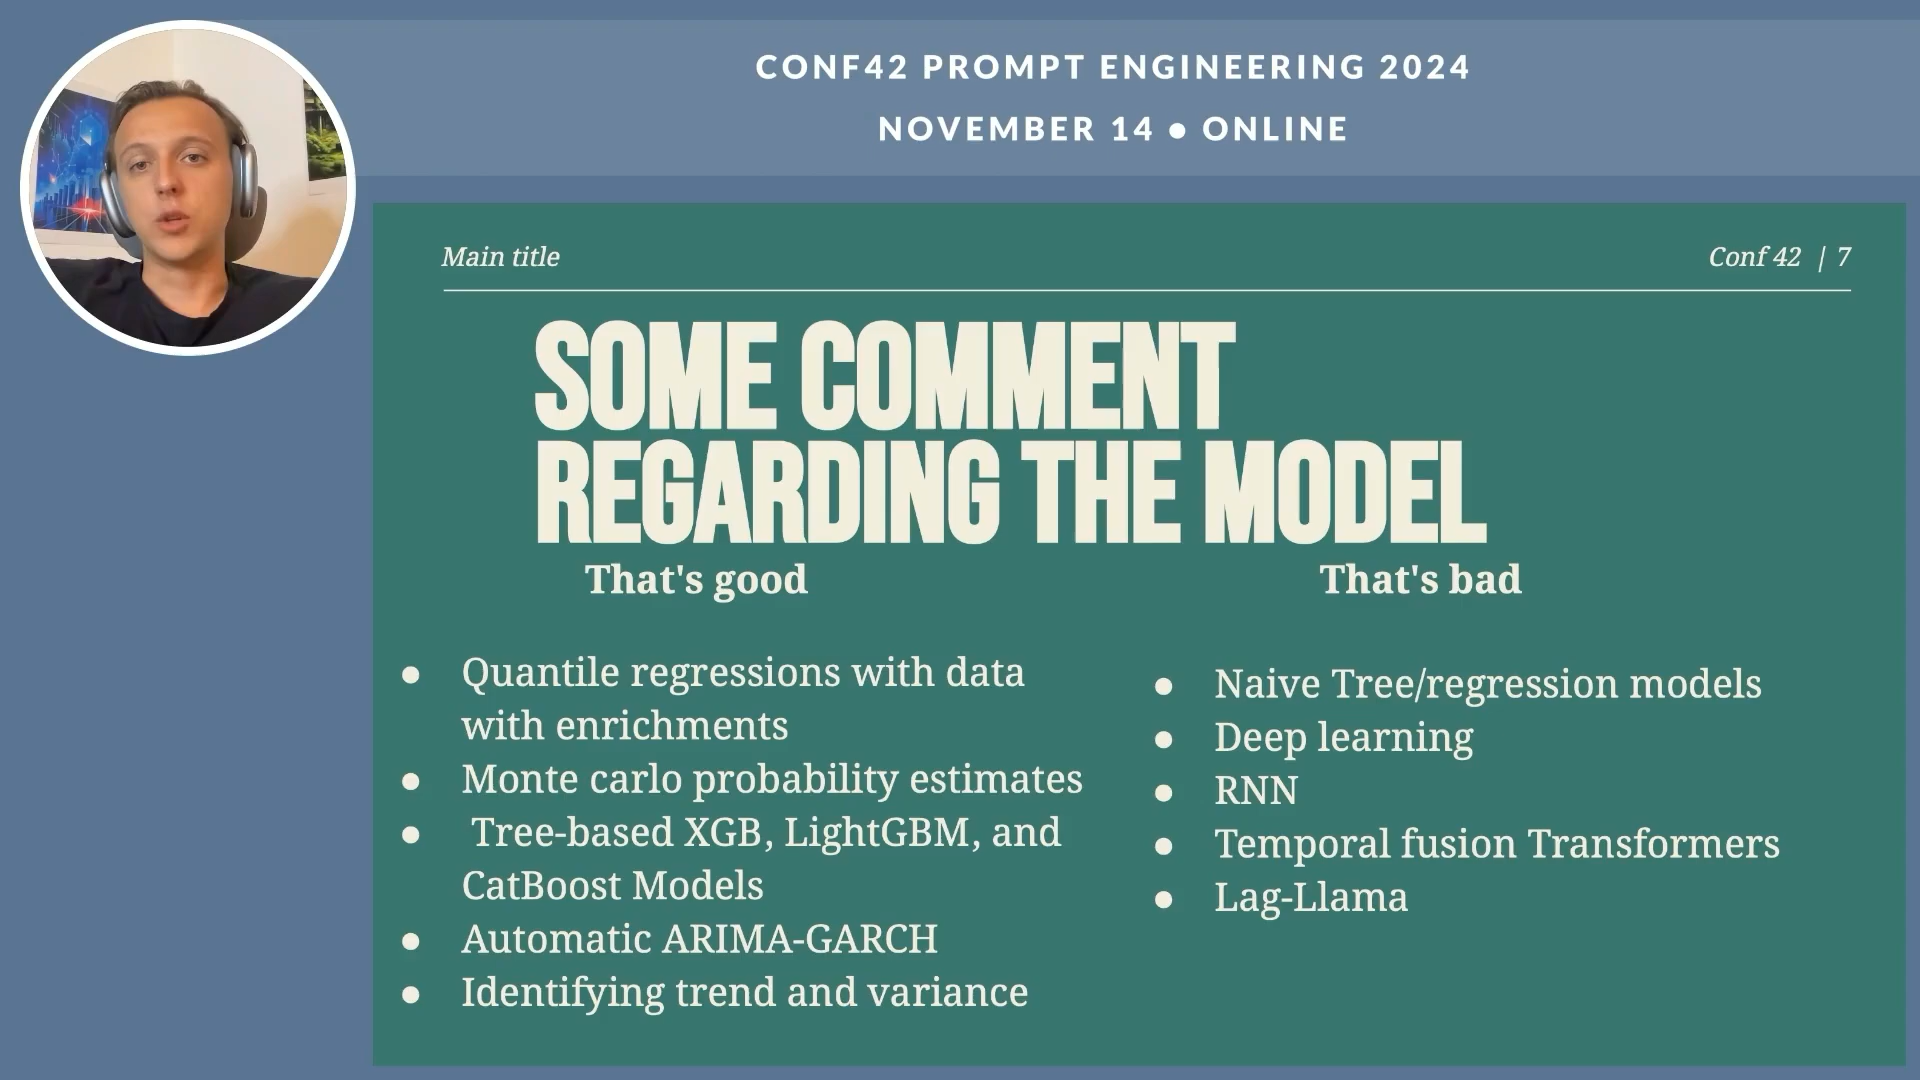 CONF42 PROMPT ENGINEERING 2024
NOVEMBER 14 ● ONLINE
Main title
Conf 42 | 7
SOME COMMENT
REGARDING THE MODEL
That's good
● Quantile regressions with data
with enrichments
● Monte carlo probability estimates
● Tree-based XGB, LightGBM, and
CatBoost Models
● Automatic ARIMA-GARCH
● Identifying trend and variance
That's bad
● Naive Tree/regression models
● Deep learning
● RNN
● Temporal fusion Transformers
● Lag-Llama